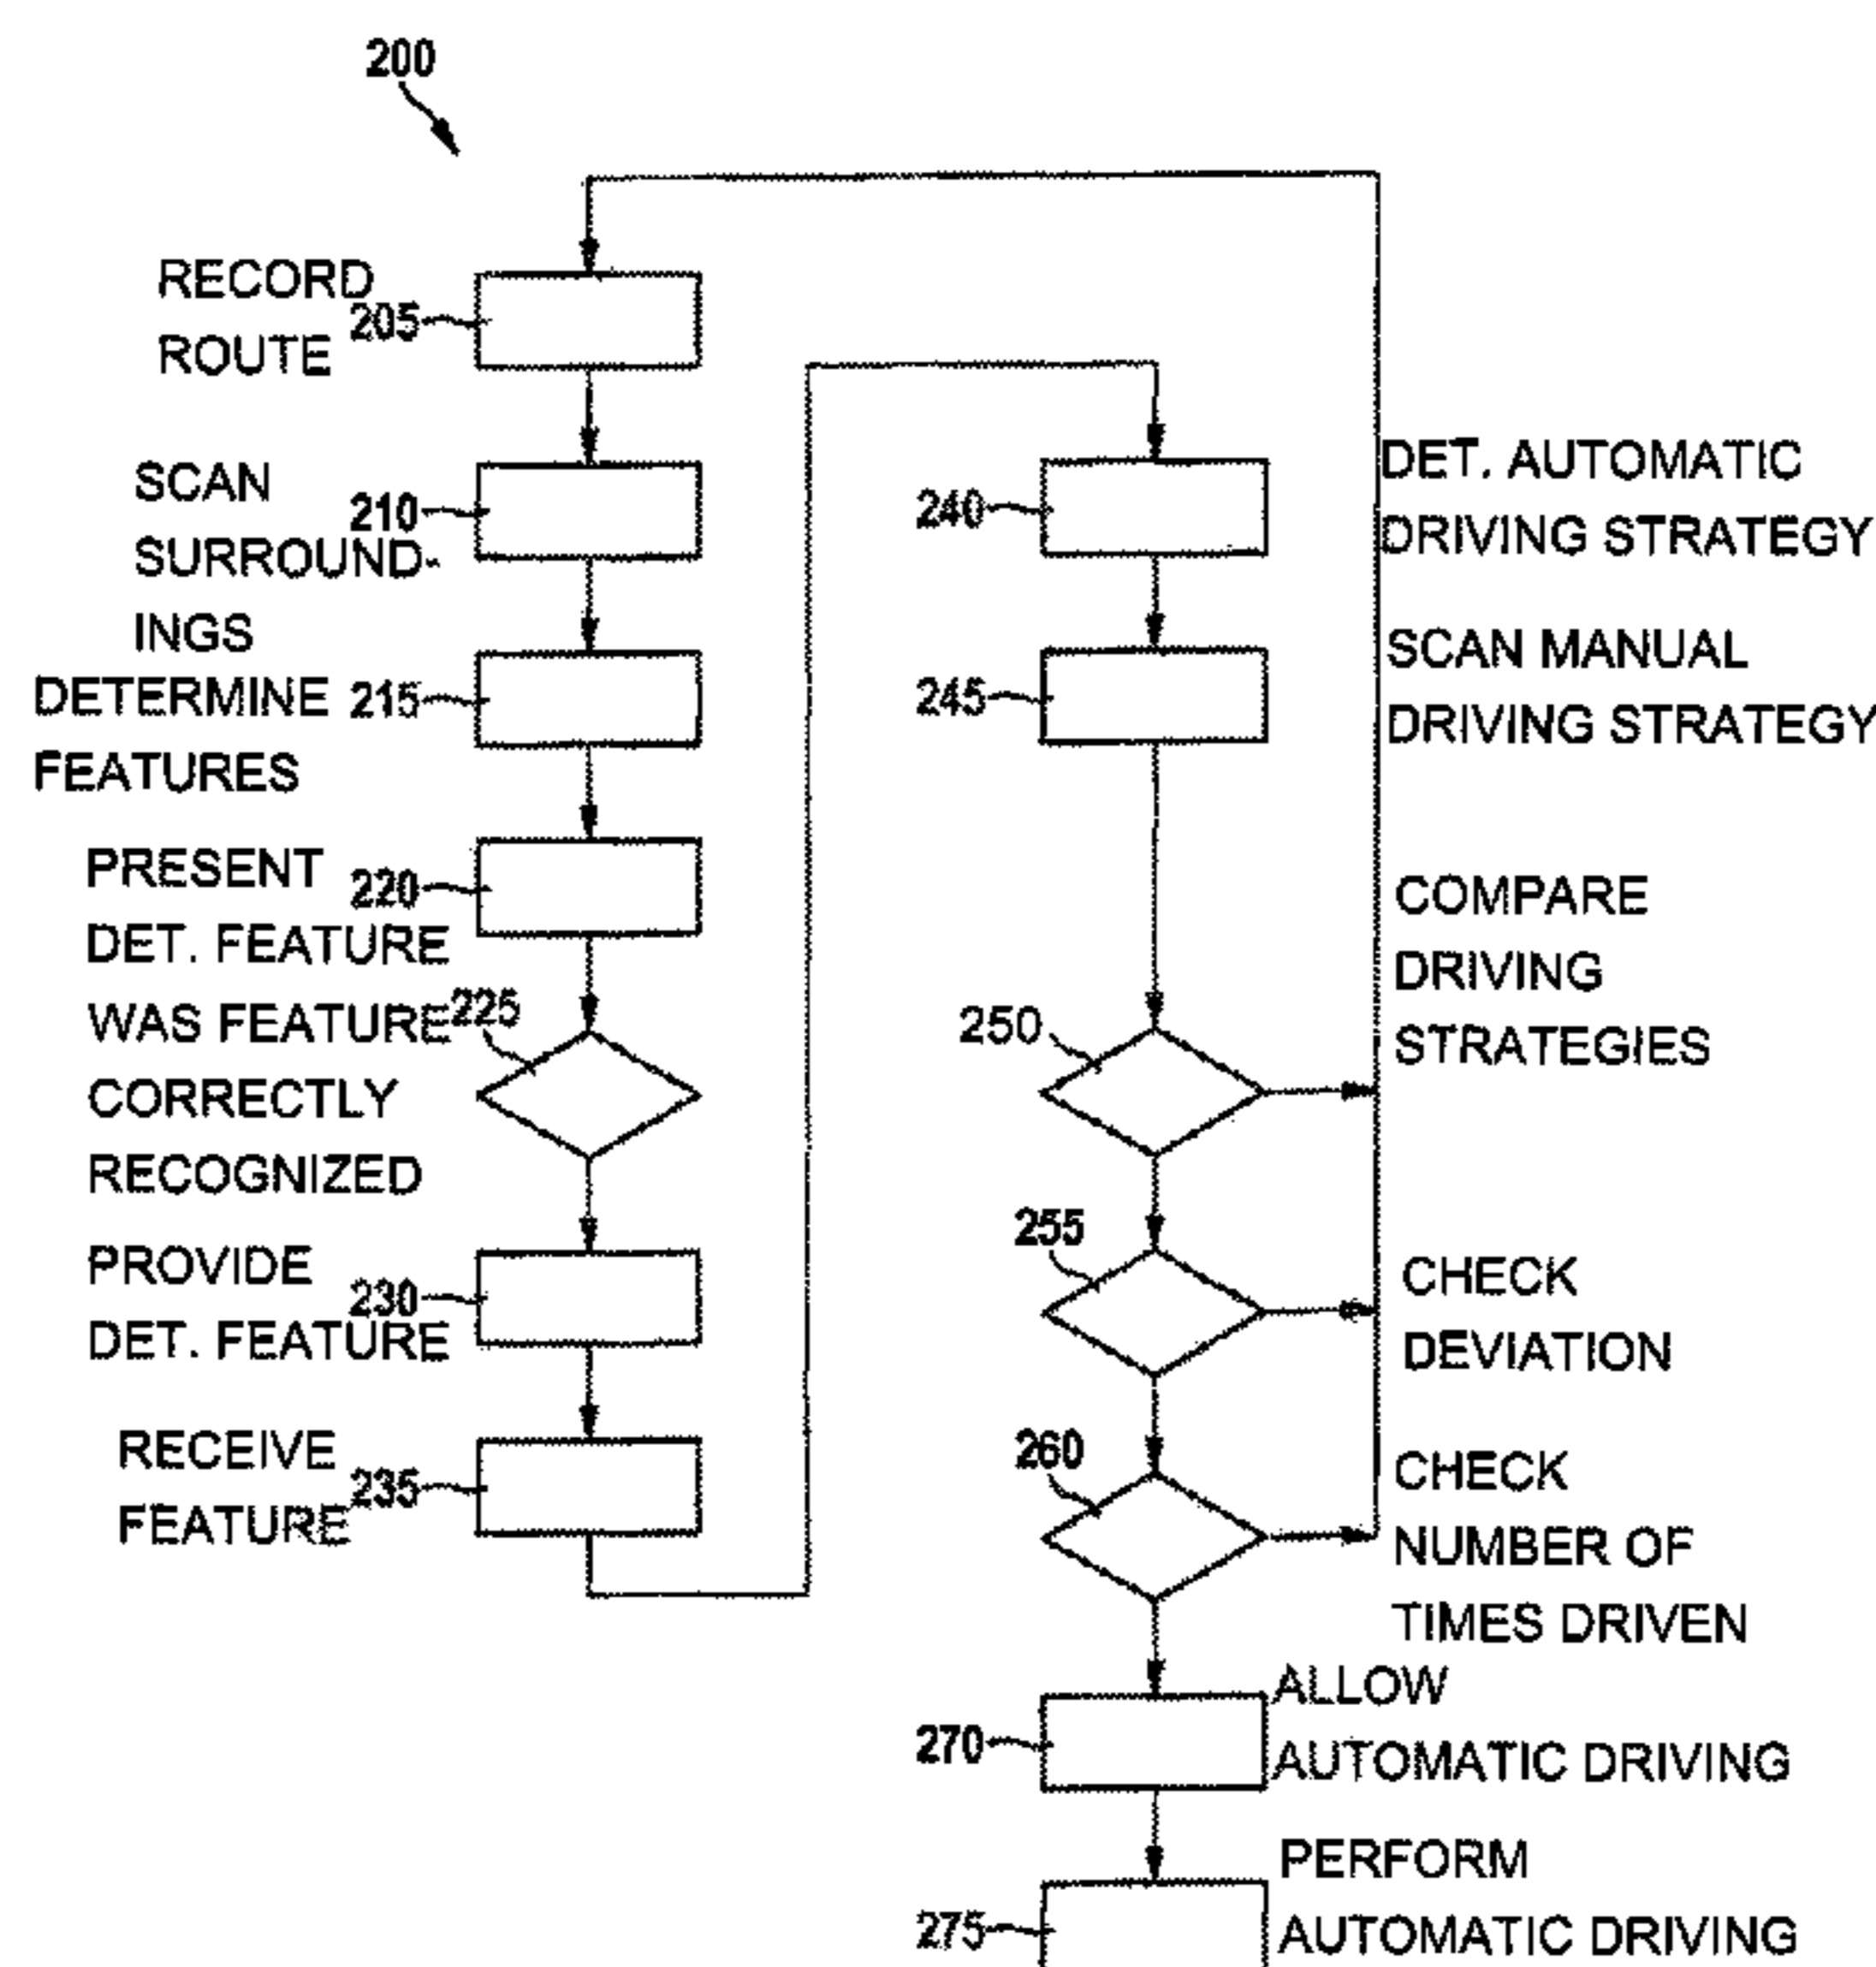 200
RECORD
ROUTE
205
SCAN
SURROUND-
INGS
210
DETERMINE
FEATURES
215
PRESENT
DET. FEATURE
220
WAS FEATURE
CORRECTLY
RECOGNIZED
225
PROVIDE
DET. FEATURE
230
RECEIVE
FEATURE
235
240
DET. AUTOMATIC
DRIVING STRATEGY
245
SCAN MANUAL
DRIVING STRATEGY
250
COMPARE
DRIVING
STRATEGIES
255
CHECK
DEVIATION
260
CHECK
NUMBER OF
TIMES DRIVEN
270
ALLOW
AUTOMATIC DRIVING
275
PERFORM
AUTOMATIC DRIVING